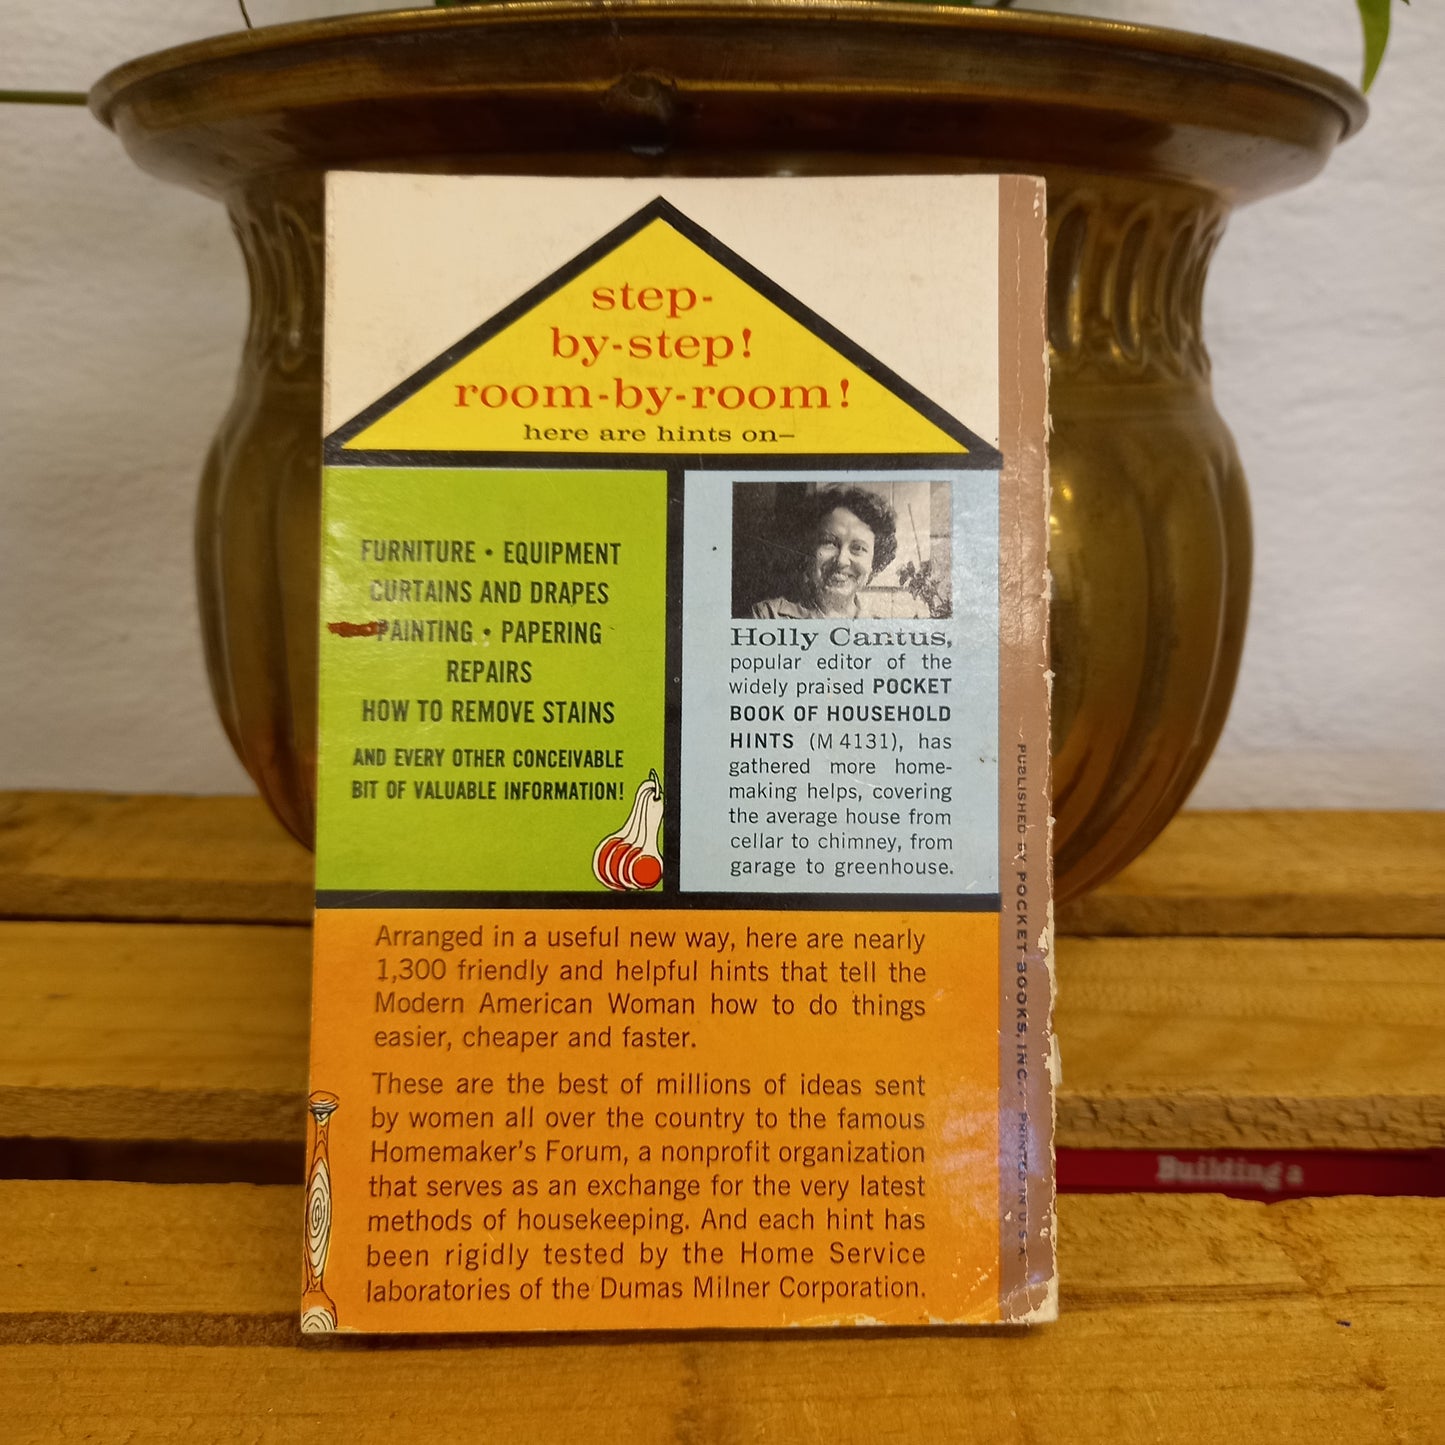 step-
by-step!
room-by-room!
here are hints on—
FURNITURE • EQUIPMENT
CURTAINS AND DRAPES
PAINTING • PAPERING
REPAIRS
HOW TO REMOVE STAINS
AND EVERY OTHER CONCEIVABLE
BIT OF VALUABLE INFORMATION!
Holly Cantus,
popular editor of the
widely praised POCKET
BOOK OF HOUSEHOLD
HINTS (M 4131), has
gathered more home-
making helps, covering
the average house from
cellar to chimney, from
garage to greenhouse.
Arranged in a useful new way, here are nearly
1,300 friendly and helpful hints that tell the
Modern American Woman how to do things
easier, cheaper and faster.
These are the best of millions of ideas sent
by women all over the country to the famous
Homemaker's Forum, a nonprofit organization
that serves as an exchange for the very latest
methods of housekeeping. And each hint has
been rigidly tested by the Home Service
laboratories of the Dumas Milner Corporation.
PUBLISHED BY POCKET BOOKS, INC. • PRINTED IN U.S.A.
Building a